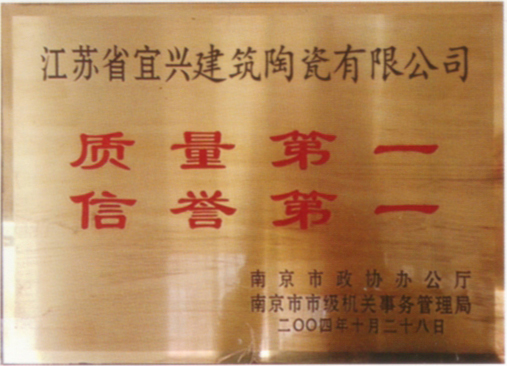 江苏省宜兴建筑陶瓷有限公司
质量第一
信誉第一
南京市政协办公厅
南京市市级机关事务管理局
二〇〇四年十月二十八日